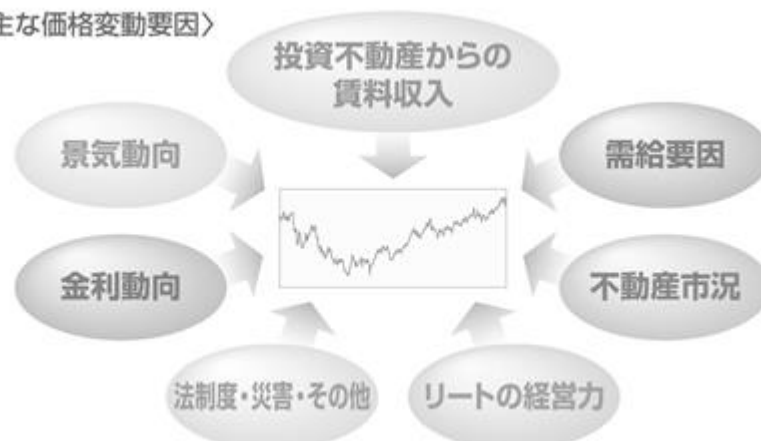 主な価格変動要因〉
投資不動産からの
賃料収入
景気動向
需給要因
金利動向
不動産市況
法制度・災害・その他
リートの経営力